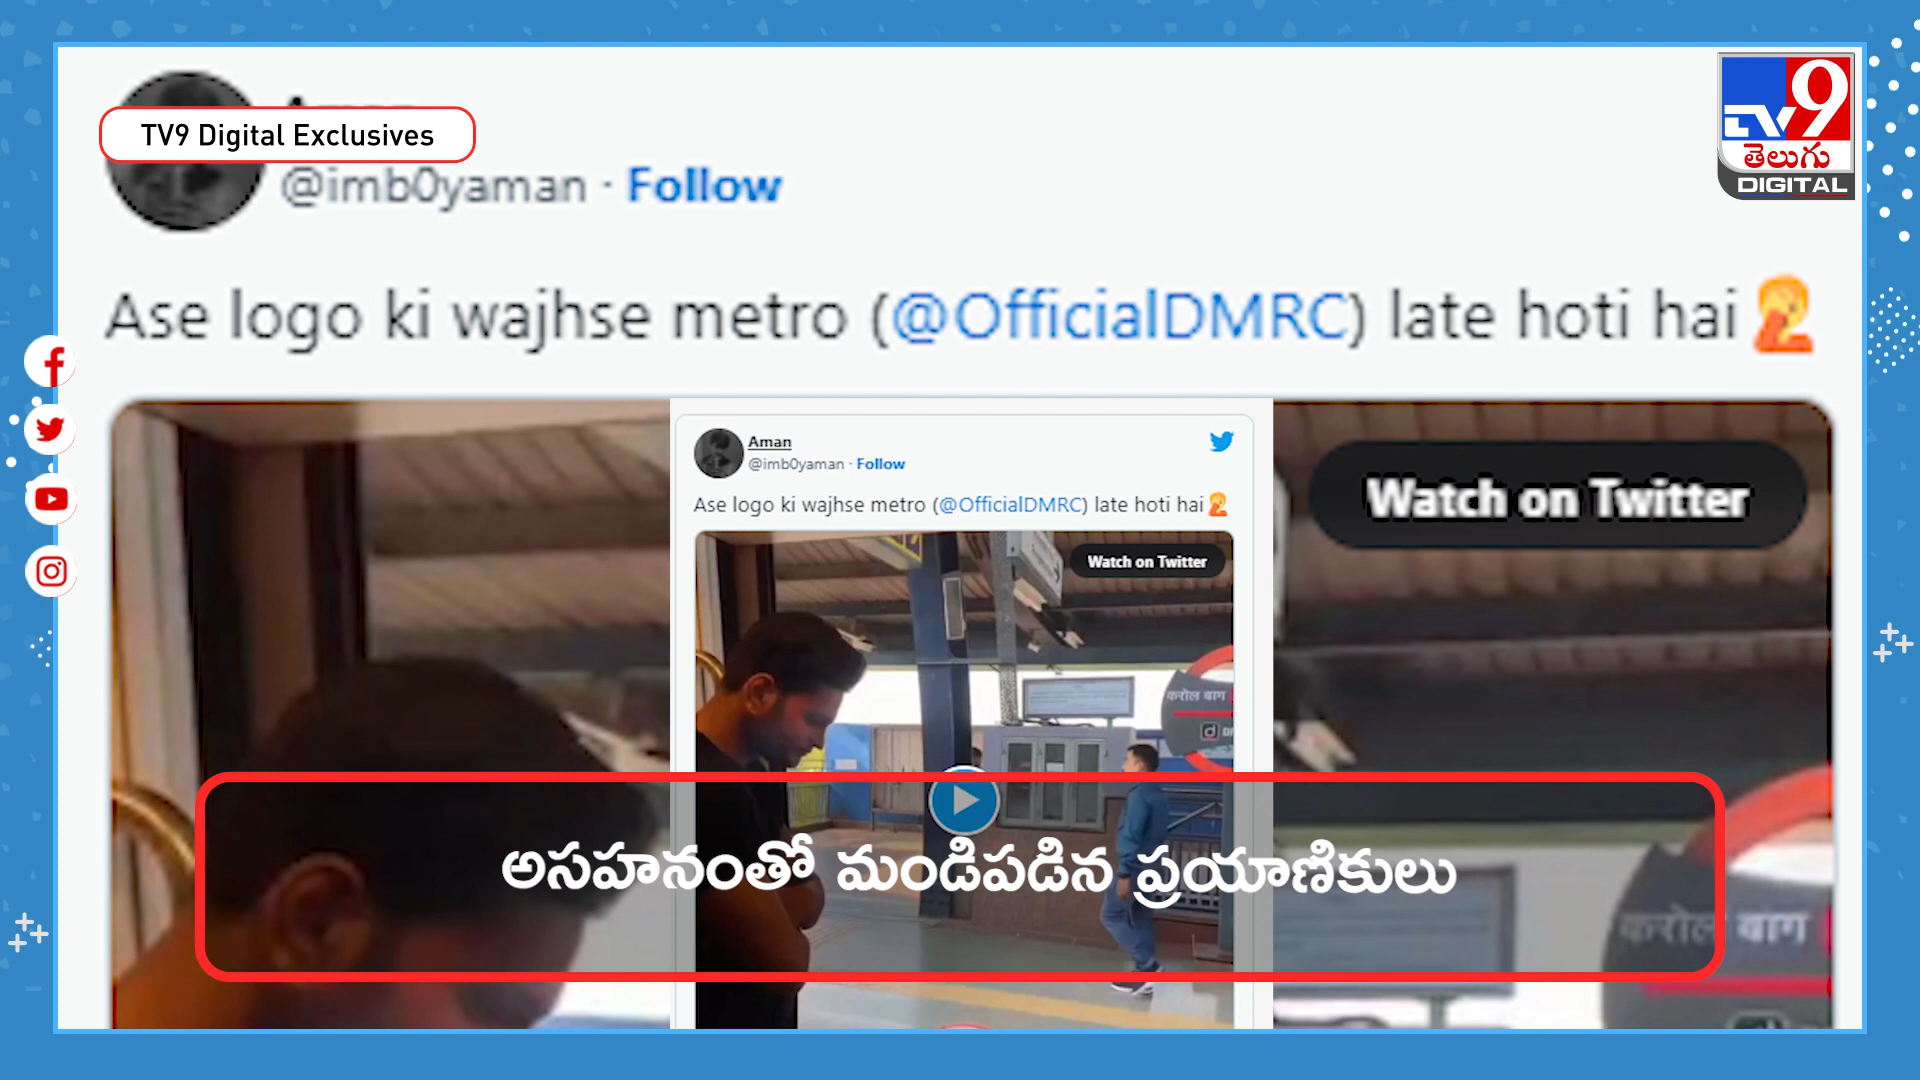 TV9 Digital Exclusives
@imb0yaman · Follow
TV9
తెలుగు
DIGITAL
Ase logo ki wajhse metro (@OfficialDMRC) late hoti hai
Watch on Twitter
Aman
@imb0yaman · Follow
Ase logo ki wajhse metro (@OfficialDMRC) late hoti hai
Watch on Twitter
करोल बाग
అసహనంతో మండిపడిన ప్రయాణికులు
करोल बाग